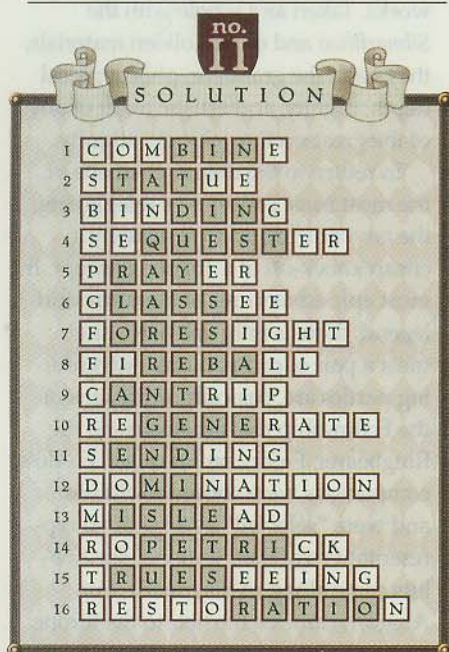 no.
II
SOLUTION
1 COMBINE
2 STATUE
3 BINDING
4 SEQUESTER
5 PRAYER
6 GLASSEE
7 FORESIGHT
8 FIREBALL
9 CANTRIP
10 REGENERATE
11 SENDING
12 DOMINATION
13 MISLEAD
14 ROPETRICK
15 TRUESEEING
16 RESTORATION